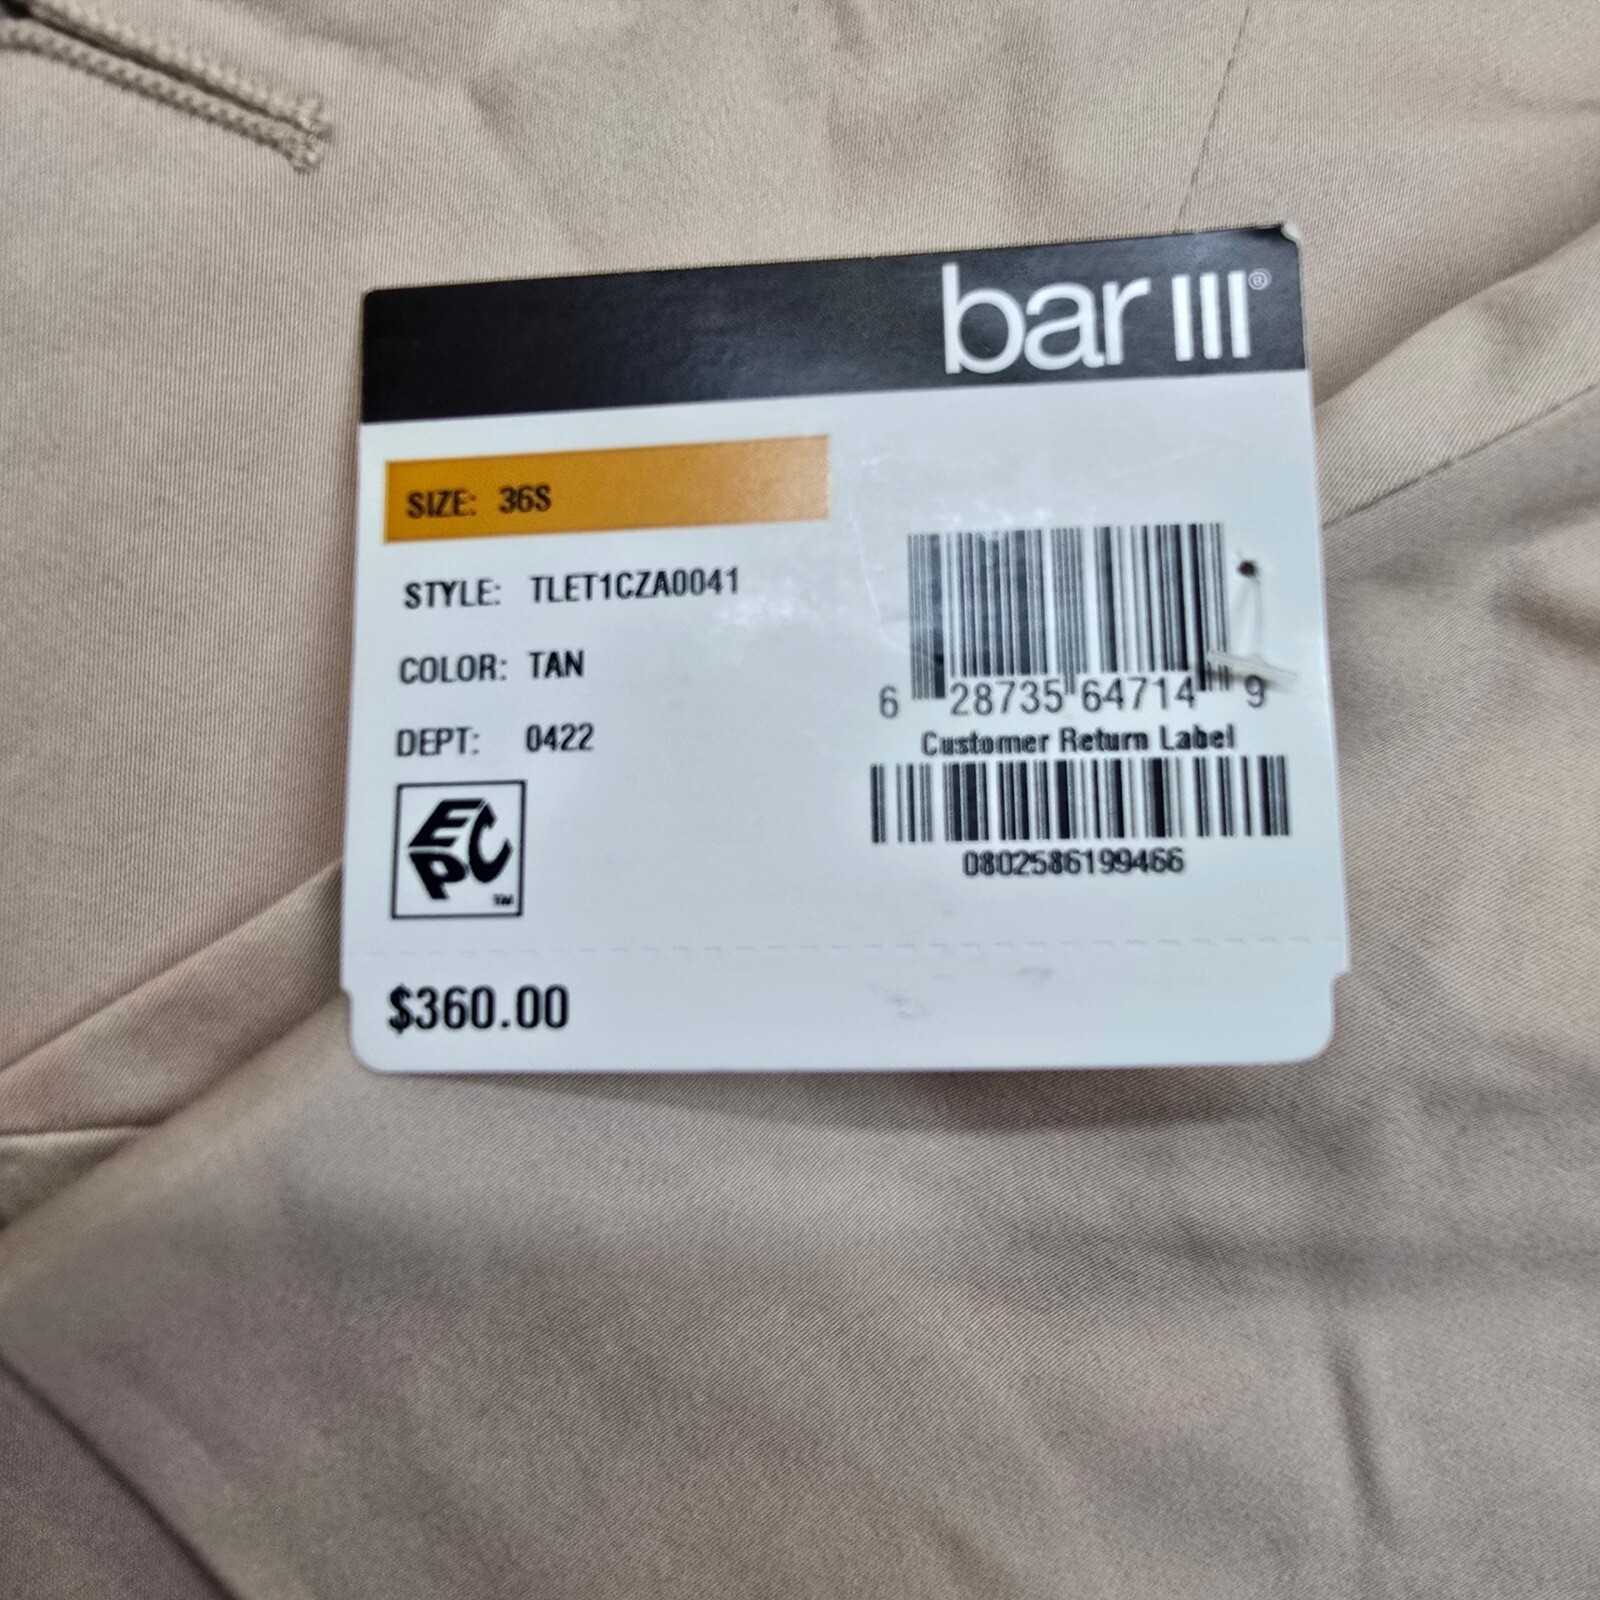 bar III®
SIZE: 36S
STYLE: TLET1CZA0041
COLOR: TAN
DEPT: 0422
EPC™
6 28735 64714 9
Customer Return Label
0802586199466
$360.00